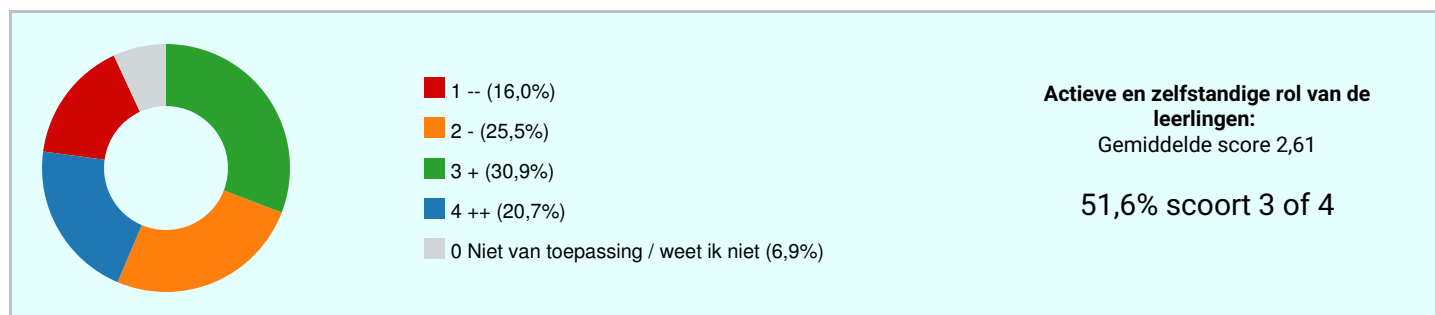 1 -- (16,0%)
2 - (25,5%)
3 + (30,9%)
4 ++ (20,7%)
0 Niet van toepassing / weet ik niet (6,9%)
Actieve en zelfstandige rol van de
leerlingen:
Gemiddelde score 2,61
51,6% scoort 3 of 4